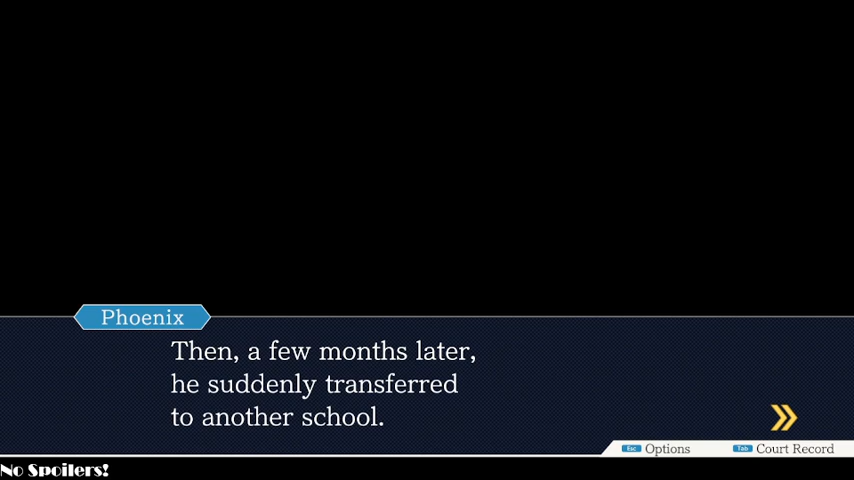 Phoenix
Then, a few months later,
he suddenly transferred
to another school.
Esc Options Tab Court Record
No Spoilers!